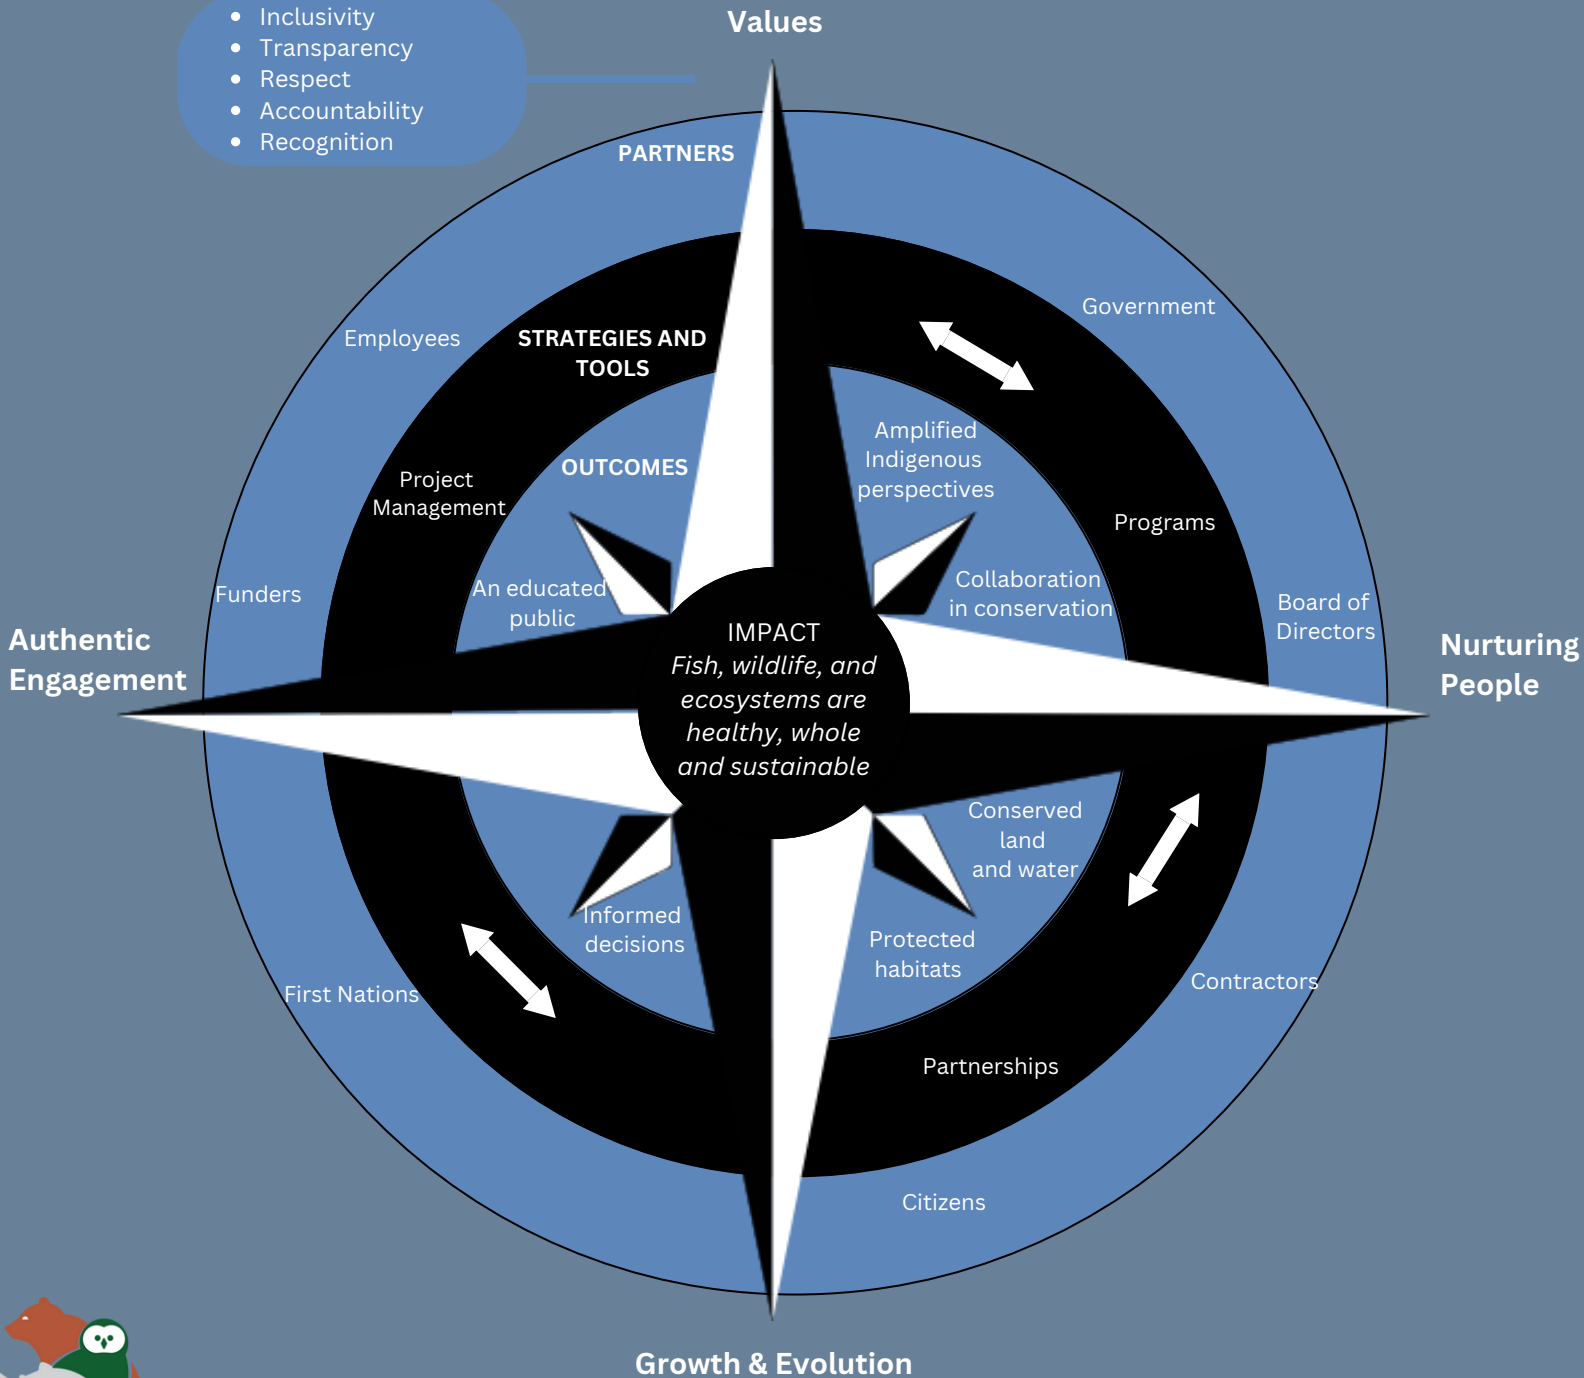 Values
• Inclusivity
• Transparency
• Respect
• Accountability
• Recognition
PARTNERS
Government
Employees
STRATEGIES AND
TOOLS
Amplified
Indigenous
perspectives
OUTCOMES
Project
Management
Programs
An educated
public
Collaboration
in conservation
Funders
Board of
Directors
Authentic
Engagement
IMPACT
Fish, wildlife, and
ecosystems are
healthy, whole
and sustainable
Nurturing
People
Conserved
land
and water
Informed
decisions
Protected
habitats
First Nations
Contractors
Partnerships
Citizens
Growth & Evolution